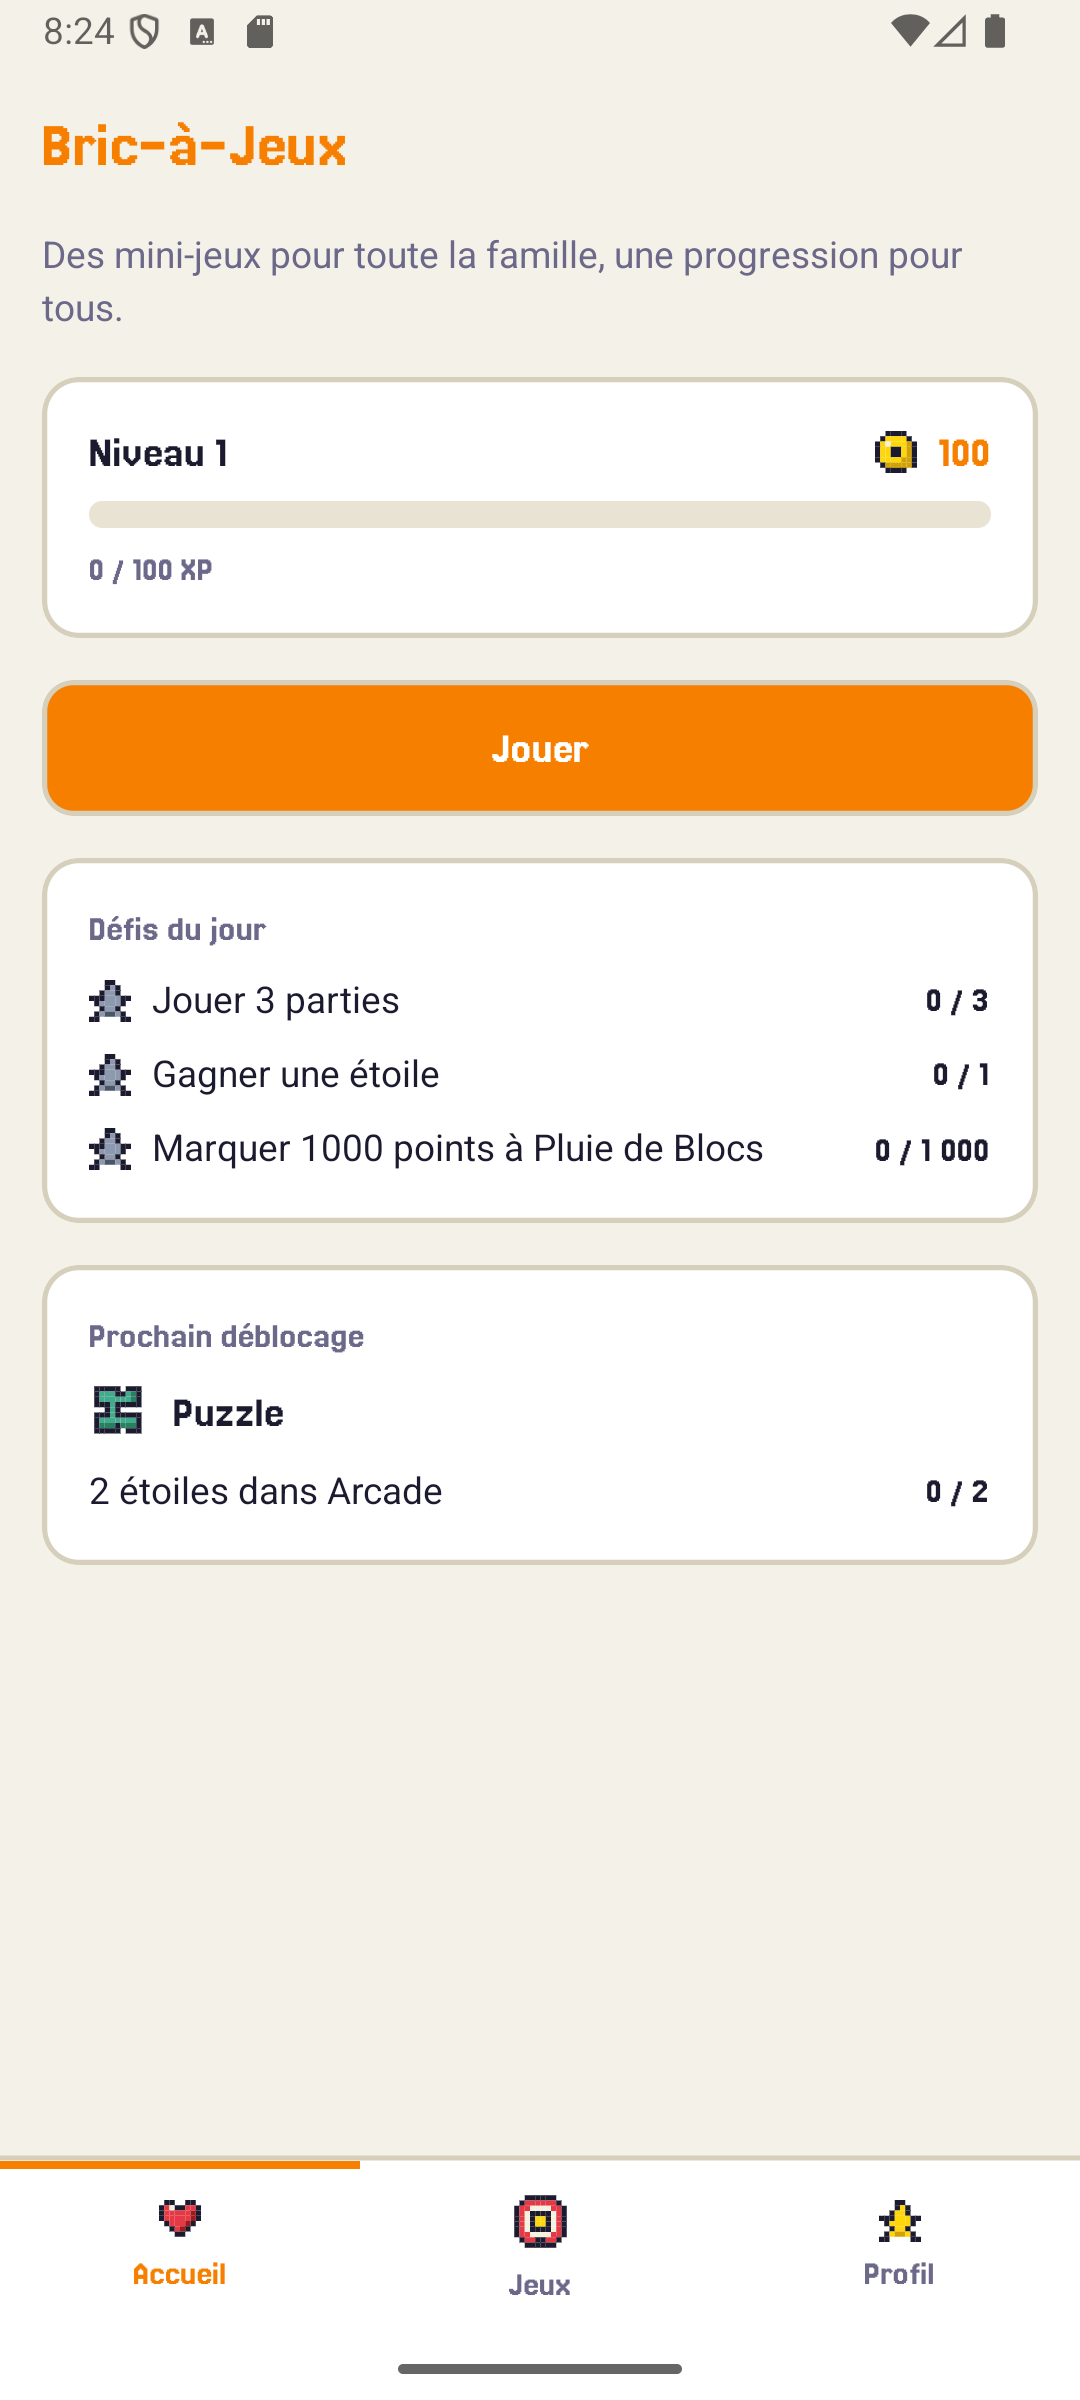 8:24
Bric-à-Jeux
Des mini-jeux pour toute la famille, une progression pour
tous.
Niveau 1
100
0 / 100 XP
Jouer
Défis du jour
Jouer 3 parties
0 / 3
Gagner une étoile
0 / 1
Marquer 1000 points à Pluie de Blocs
0 / 1 000
Prochain déblocage
Puzzle
2 étoiles dans Arcade
0 / 2
Accueil
Jeux
Profil